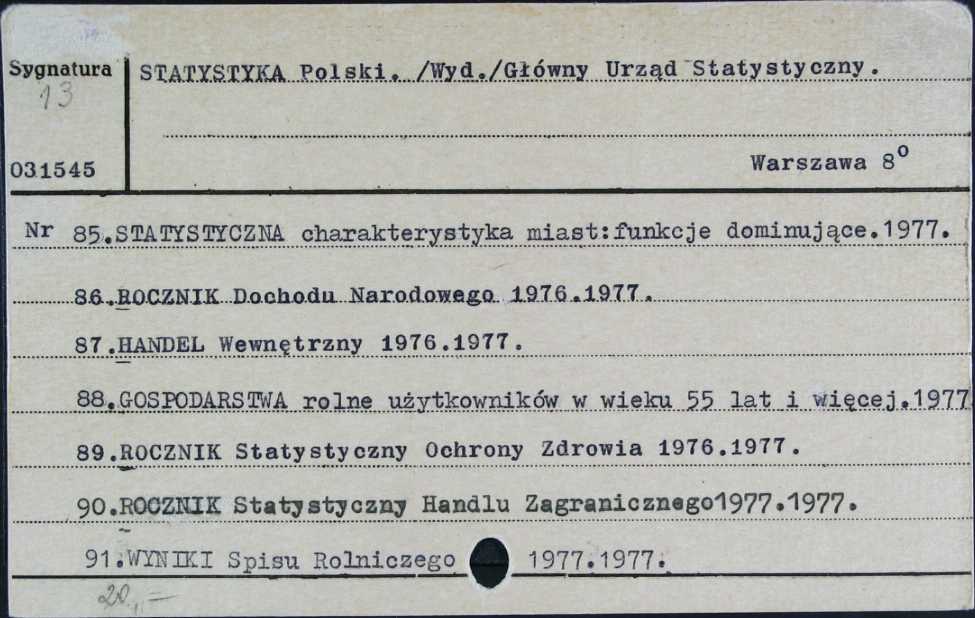 Sygnatura
13
STATYSTYKA Polski. /Wyd./Główny Urząd Statystyczny.
031545
Warszawa 8°
Nr 85.STATYSTYCZNA charakterystyka miast:funkcje dominujące.1977.
86.ROCZNIK Dochodu Narodowego 1976.1977.
87.HANDEL Wewnętrzny 1976.1977.
88.GOSPODARSTWA rolne użytkowników w wieku 55 lat i więcej.1977
89.ROCZNIK Statystyczny Ochrony Zdrowia 1976.1977.
90.ROCZNIK Statystyczny Handlu Zagranicznego1977.1977.
91.WYNIKI Spisu Rolniczego 1977.1977.
20,,=